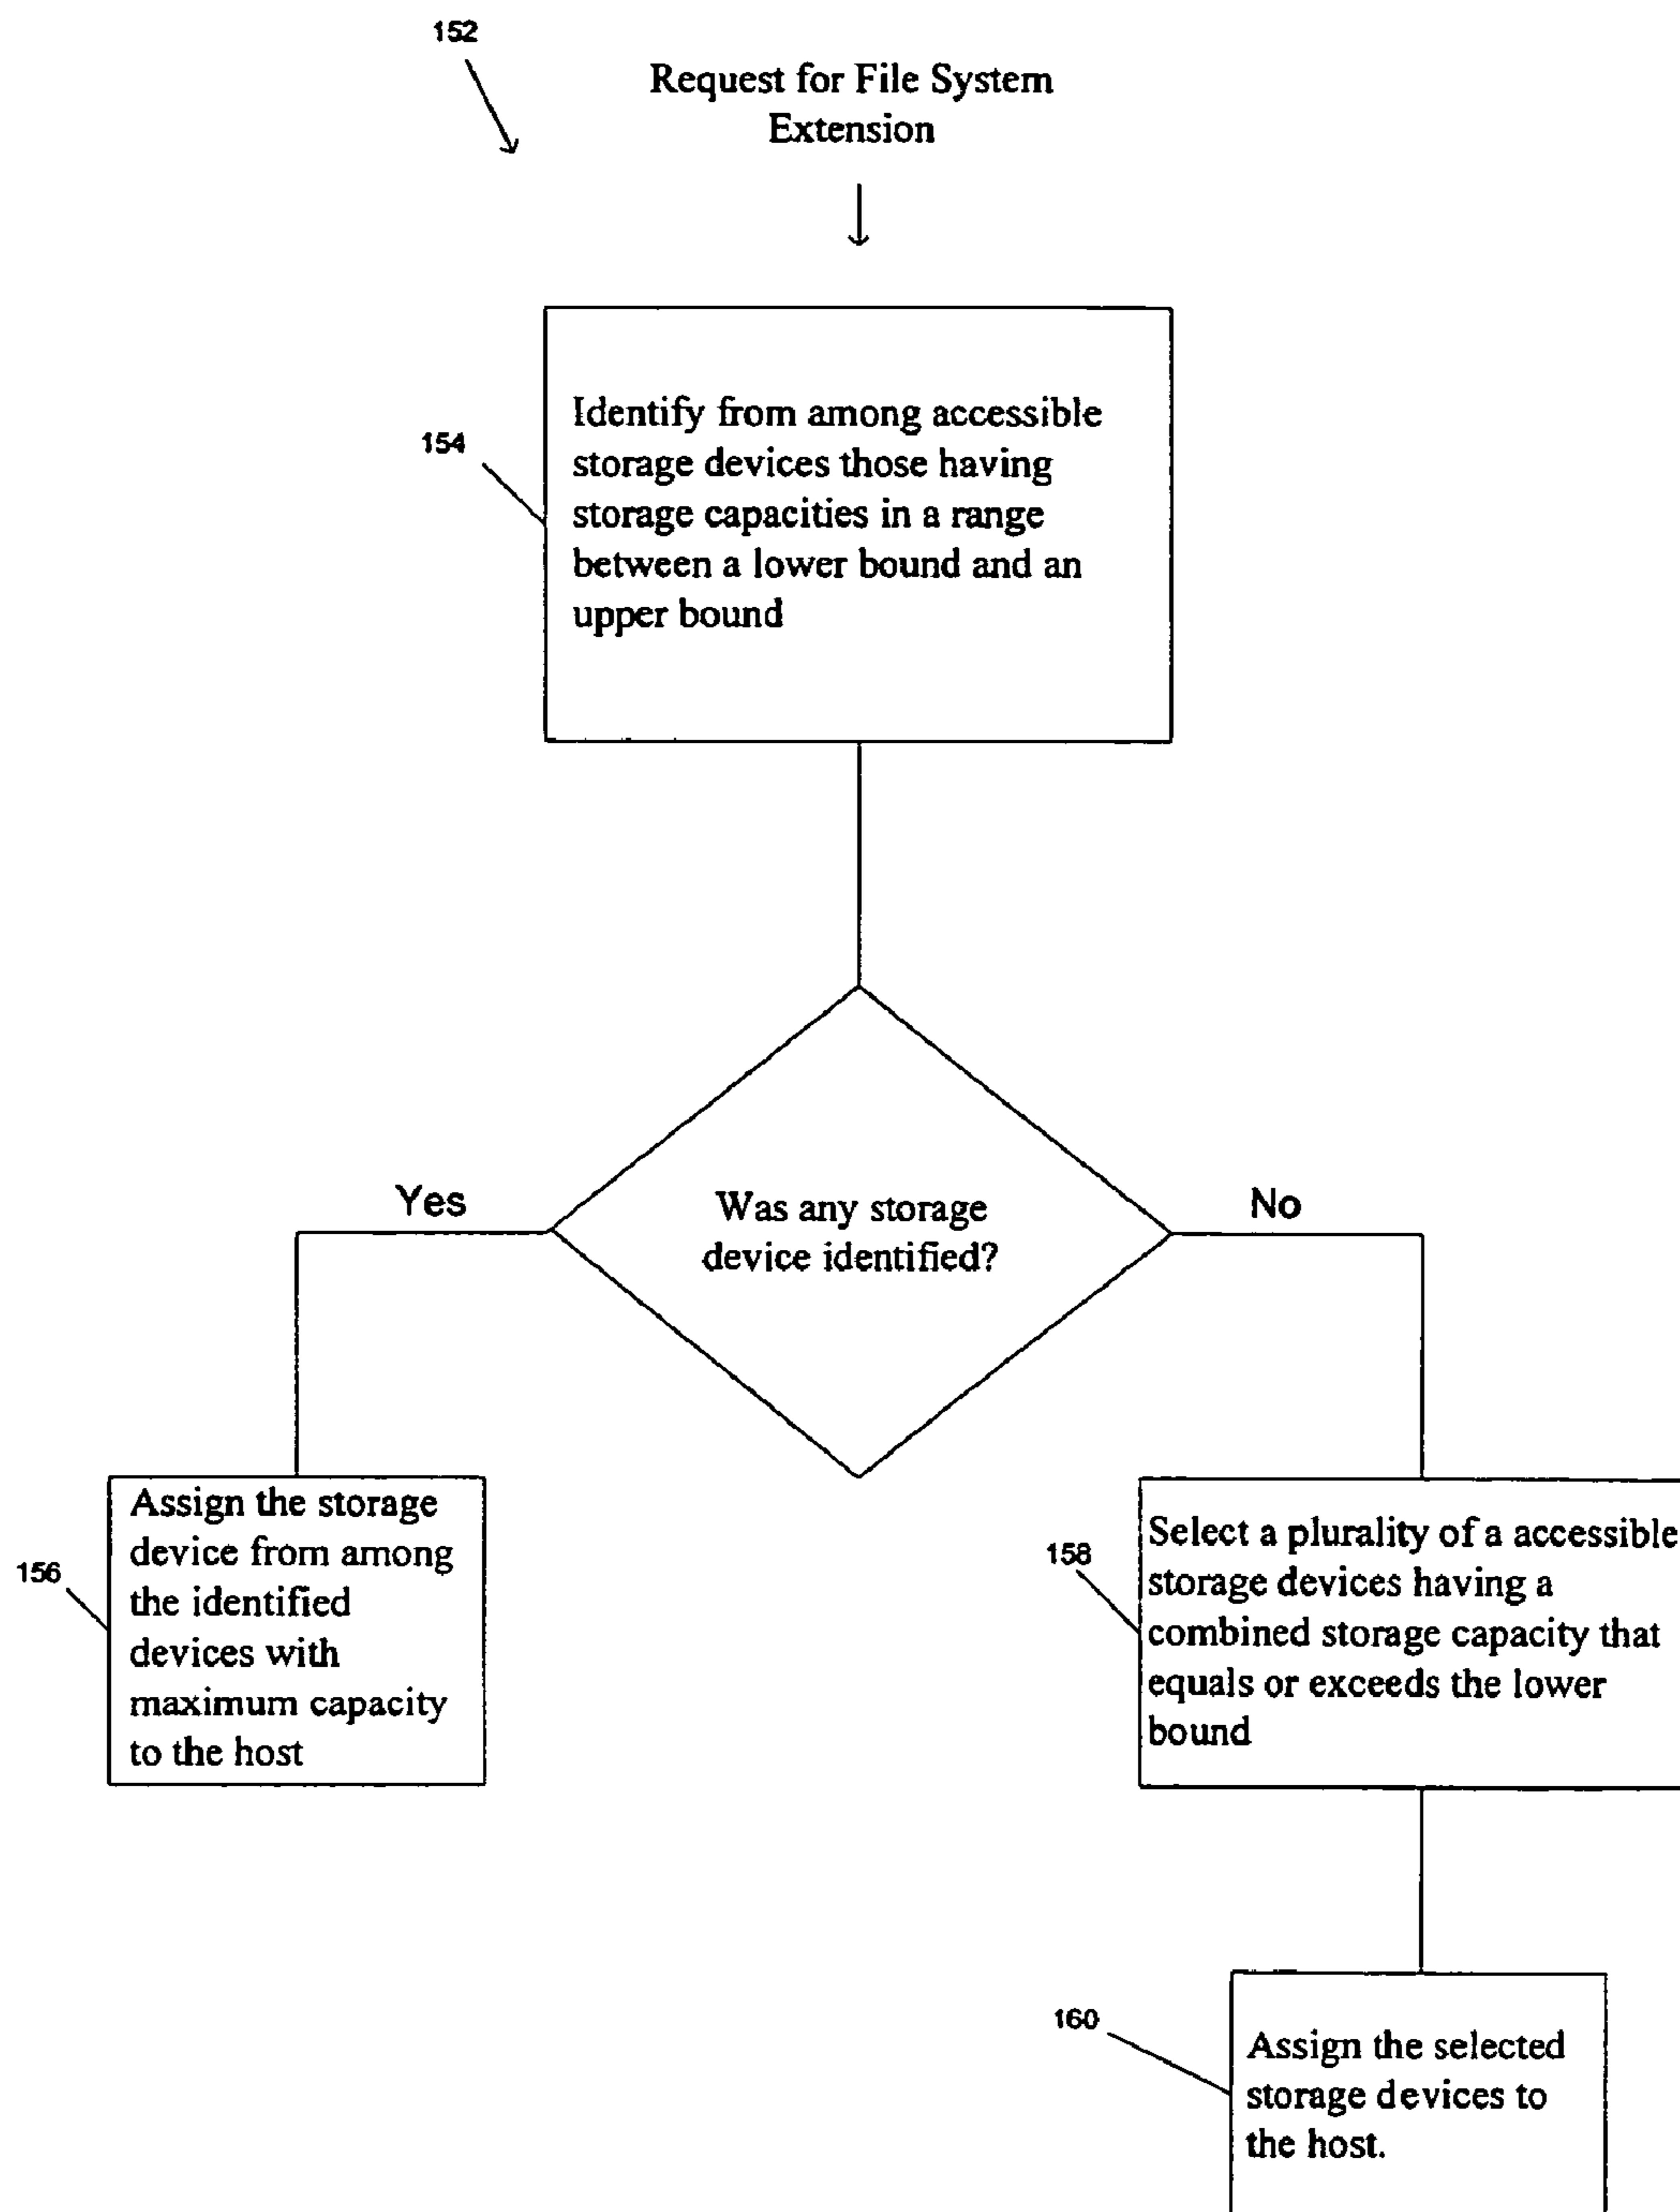 152
Request for File System
Extension
154
Identify from among accessible
storage devices those having
storage capacities in a range
between a lower bound and an
upper bound
Yes
Was any storage
device identified?
No
156
Assign the storage
device from among
the identified
devices with
maximum capacity
to the host
158
Select a plurality of a accessible
storage devices having a
combined storage capacity that
equals or exceeds the lower
bound
160
Assign the selected
storage devices to
the host.